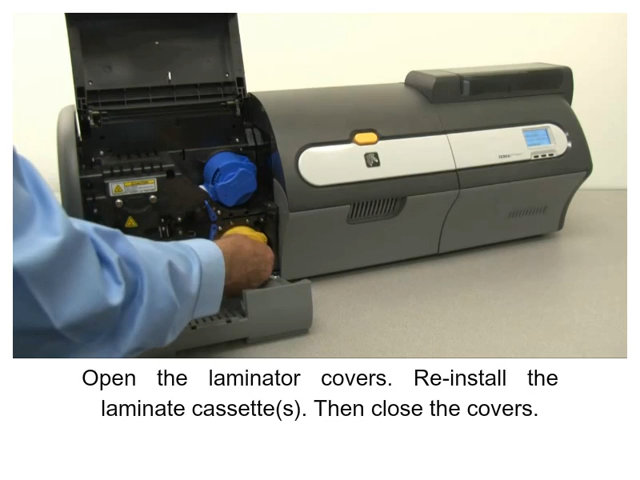 Open the laminator covers. Re-install the
laminate cassette(s). Then close the covers.